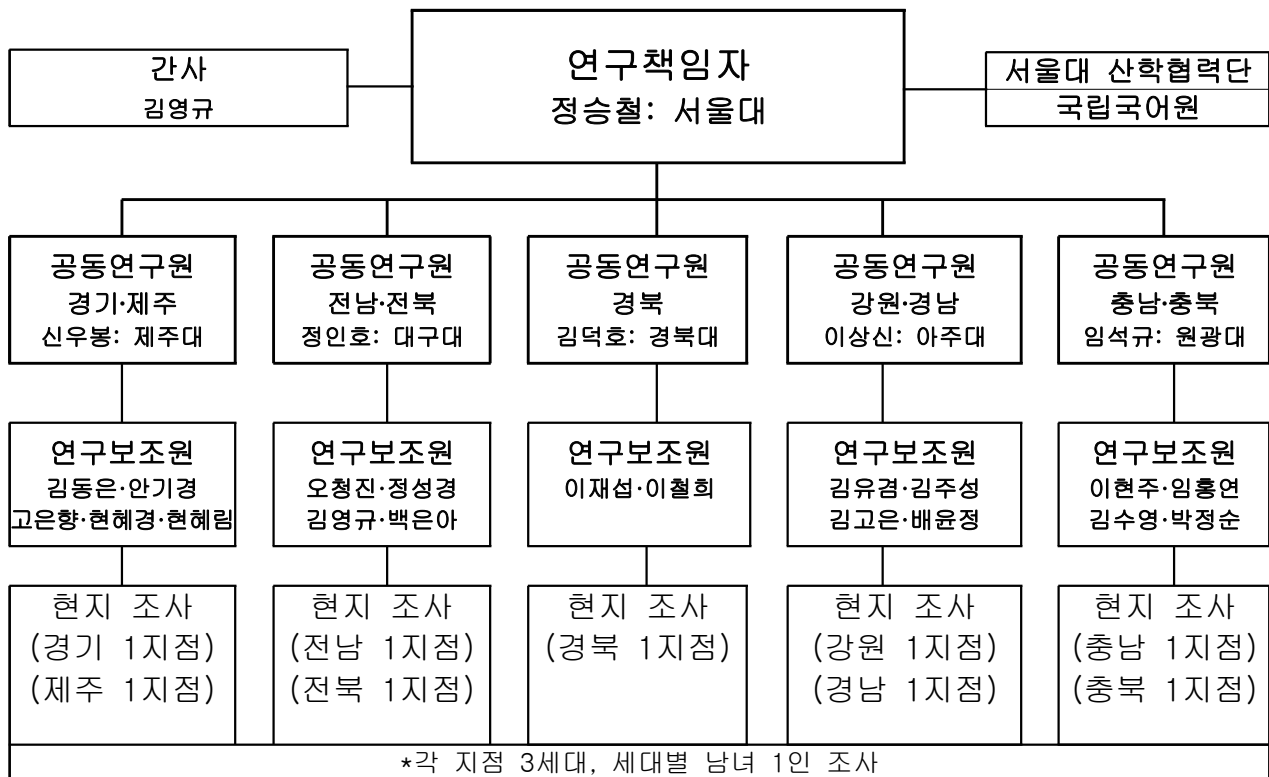 간사
김영규
연구책임자
정승철: 서울대
서울대 산학협력단
국립국어원
공동연구원
경기·제주
신우봉: 제주대
공동연구원
전남·전북
정인호: 대구대
공동연구원
경북
김덕호: 경북대
공동연구원
강원·경남
이상신: 아주대
공동연구원
충남·충북
임석규: 원광대
연구보조원
김동은·안기경
고은향·현혜경·현혜림
연구보조원
오청진·정성경
김영규·백은아
연구보조원
이재섭·이철희
연구보조원
김유겸·김주성
김고은·배윤정
연구보조원
이현주·임홍연
김수영·박정순
현지 조사
(경기 1지점)
(제주 1지점)
현지 조사
(전남 1지점)
(전북 1지점)
현지 조사
(경북 1지점)
현지 조사
(강원 1지점)
(경남 1지점)
현지 조사
(충남 1지점)
(충북 1지점)
*각 지점 3세대, 세대별 남녀 1인 조사